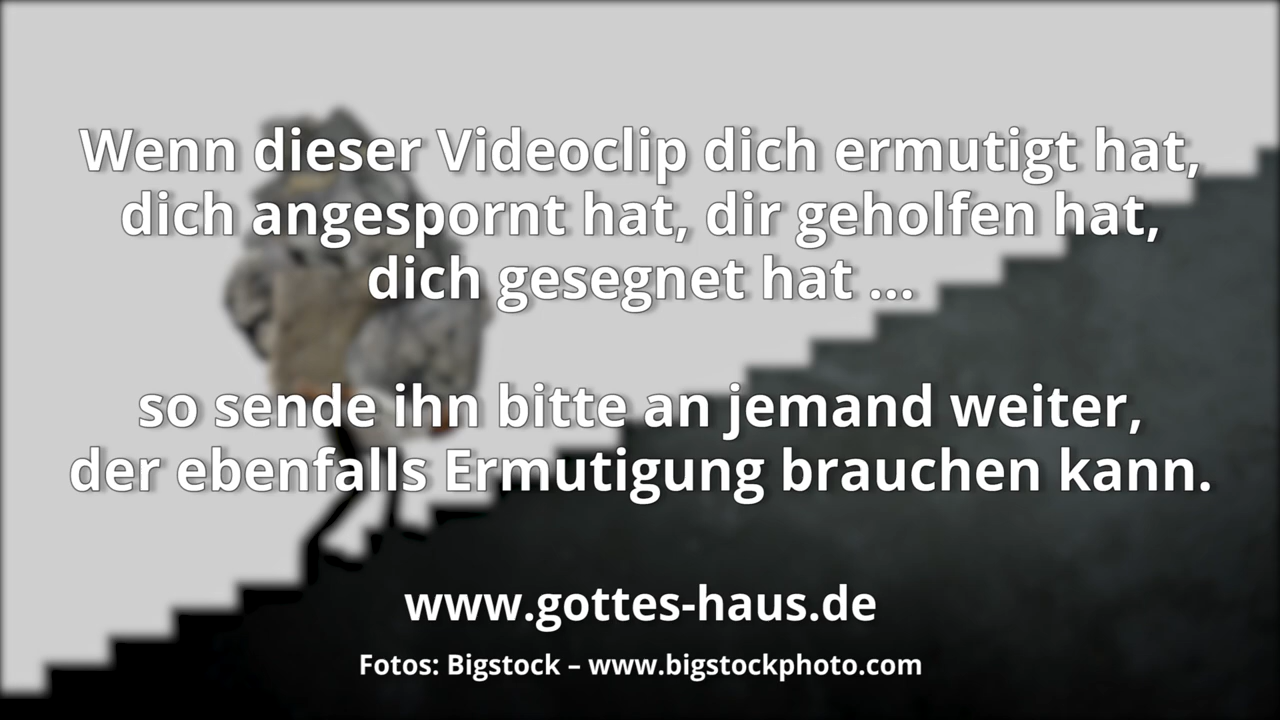 Wenn dieser Videoclip dich ermutigt hat,
dich angespornt hat, dir geholfen hat,
dich gesegnet hat ...
so sende ihn bitte an jemand weiter,
der ebenfalls Ermutigung brauchen kann.
www.gottes-haus.de
Fotos: Bigstock – www.bigstockphoto.com